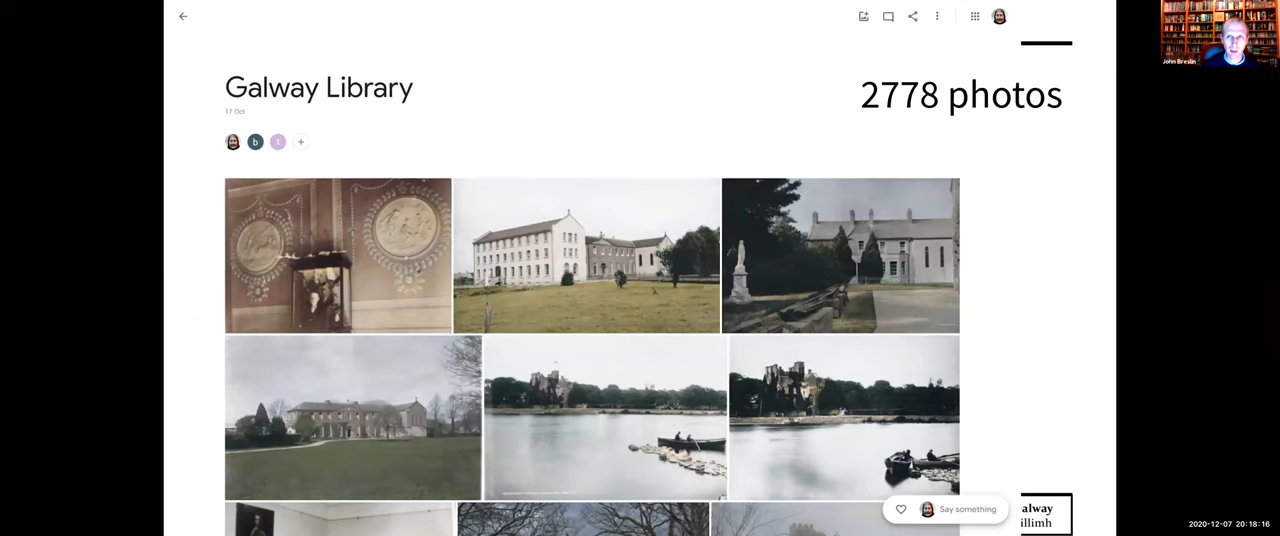 Galway Library
2778 photos
17 Oct
b
t
+
John Breslin
Say something
alway
illimh
2020-12-07 20:18:16